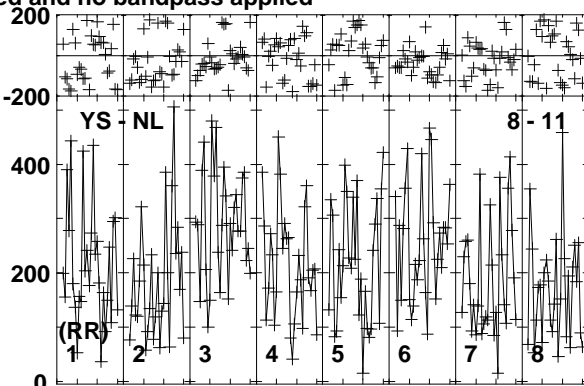 ed and no bandpass applied
200
-200
YS - NL 8 - 11
400
200
(RR)
1 2 3 4 5 6 7 8
0